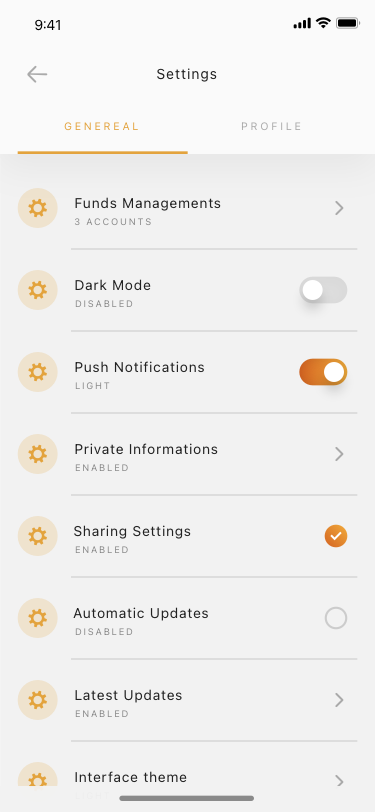 9:41
Settings
GENEREAL
PROFILE
Funds Managements
3 ACCOUNTS
Dark Mode
DISABLED
Push Notifications
LIGHT
Private Informations
ENABLED
Sharing Settings
ENABLED
Automatic Updates
DISABLED
Latest Updates
ENABLED
Interface theme